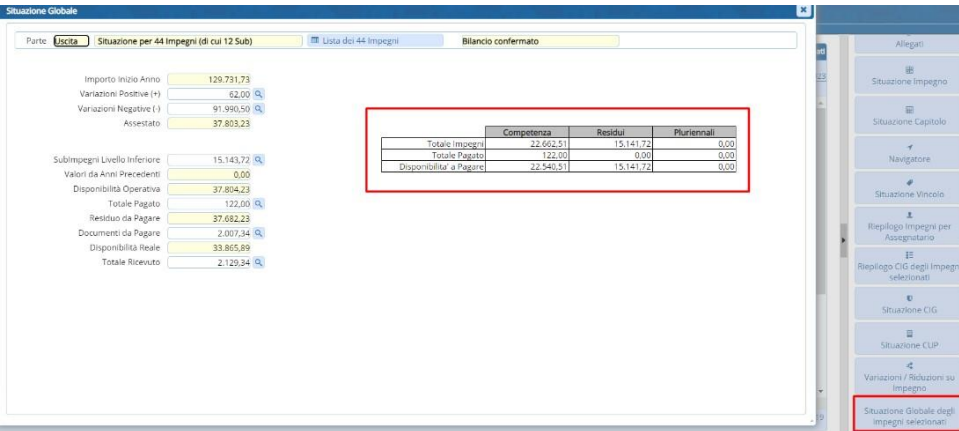 Situazione Globale
Parte Uscita Situazione per 44 Impegni (di cui 12 Sub) Lista dei 44 Impegni Bilancio confermato
Importo Inizio Anno 129.731,73
Variazioni Positive (+) 62,00
Variazioni Negative (-) 91.990,50
Assestato 37.803,23
SubImpegni Livello Inferiore 15.143,72
Valori da Anni Precedenti 0,00
Disponibilità Operativa 37.804,23
Totale Pagato 122,00
Residuo da Pagare 37.682,23
Documenti da Pagare 2.007,34
Disponibilità Reale 33.865,89
Totale Ricevuto 2.129,34
Competenza Residui Pluriennali
Totale Impegni 22.662,51 15.141,72 0,00
Totale Pagato 122,00 0,00 0,00
Disponibilita' a Pagare 22.540,51 15.141,72 0,00
Allegati
Situazione Impegno
Situazione Capitolo
Navigatore
Situazione Vincolo
Riepilogo Impegni per
Assegnatario
Riepilogo CIG degli Impegni
selezionati
Situazione CIG
Situazione CUP
Variazioni / Riduzioni su
Impegno
Situazione Globale degli
Impegni selezionati